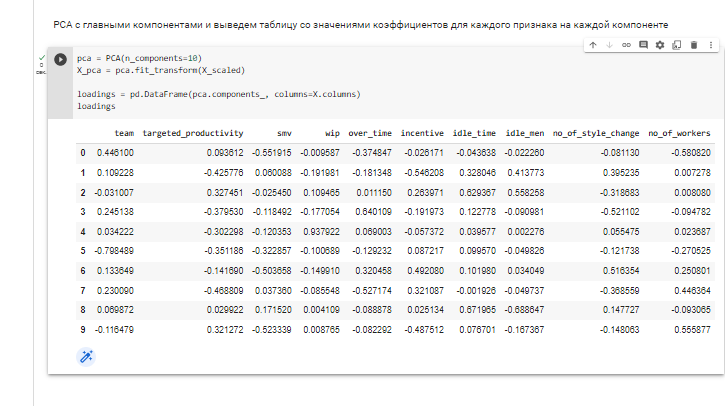 PCA с главными компонентами и выведем таблицу со значениями коэффициентов для каждого признака на каждой компоненте
pca = PCA(n_components=10)
X_pca = pca.fit_transform(X_scaled)
loadings = pd.DataFrame(pca.components_, columns=X.columns)
loadings
team targeted_productivity smv wip over_time incentive idle_time idle_men no_of_style_change no_of_workers
0 0.446100 0.093612 -0.551915 -0.009587 -0.374847 -0.026171 -0.043638 -0.022260 -0.081130 -0.580820
1 0.109228 -0.425776 0.060088 -0.191981 -0.181348 -0.546208 0.328046 0.413773 0.395235 0.007278
2 -0.031007 0.327451 -0.025450 0.109465 0.011150 0.263971 0.629367 0.558258 -0.318683 0.008080
3 0.245138 -0.379530 -0.118492 -0.177054 0.640109 -0.191973 0.122778 -0.090981 -0.521102 -0.094782
4 0.034222 -0.302298 -0.120353 0.937922 0.069003 -0.057372 0.039577 0.002276 0.055475 0.023687
5 -0.798489 -0.351186 -0.322857 -0.100689 -0.129232 0.087217 0.099570 -0.049826 -0.121738 -0.270525
6 0.133649 -0.141690 -0.503658 -0.149910 0.320458 0.492080 0.101980 0.034049 0.516354 0.250801
7 0.230090 -0.468809 0.037360 -0.085548 -0.527174 0.321087 -0.001926 -0.049737 -0.368559 0.446364
8 0.069872 0.029922 0.171520 0.004109 -0.088878 0.025134 0.671965 -0.688647 0.147727 -0.093065
9 -0.116479 0.321272 -0.523339 0.008765 -0.082292 -0.487512 0.076701 -0.167367 -0.148063 0.555877